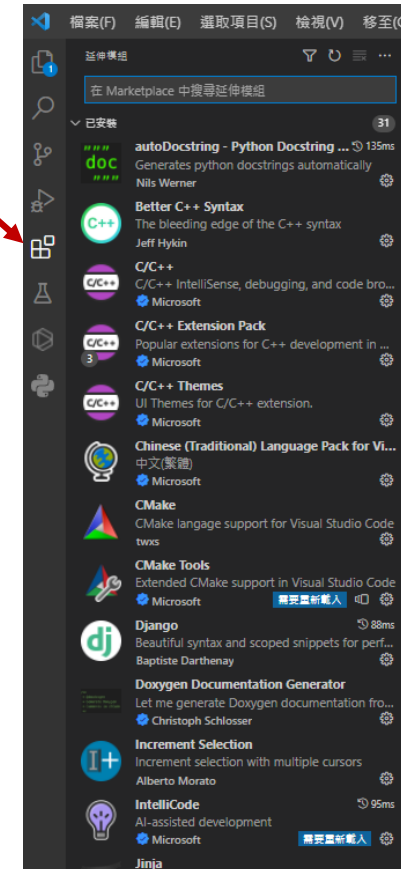 檔案(F) 編輯(E) 選取項目(S) 檢視(V) 移至(
延伸模組
1
在 Marketplace 中搜尋延伸模組
已安裝 31
autoDocstring - Python Docstring ... 135ms
Generates python docstrings automatically
Nils Werner
""" doc """
Better C++ Syntax
The bleeding edge of the C++ syntax
Jeff Hykin
C++
C/C++
C/C++ IntelliSense, debugging, and code bro...
Microsoft
C/C++
C/C++ Extension Pack
Popular extensions for C++ development in ...
Microsoft
C/C++
3
C/C++ Themes
UI Themes for C/C++ extension.
Microsoft
C/C++
Chinese (Traditional) Language Pack for Vi...
中文(繁體)
Microsoft
CMake
CMake langage support for Visual Studio Code
twxs
CMake Tools
Extended CMake support in Visual Studio Code
Microsoft 需要重新載入
Django 88ms
Beautiful syntax and scoped snippets for perf...
Baptiste Darthenay
dj
Doxygen Documentation Generator
Let me generate Doxygen documentation fro...
Christoph Schlosser
Increment Selection
Increment selection with multiple cursors
Alberto Morato
IntelliCode 95ms
AI-assisted development
Microsoft 需要重新載入
Jinja